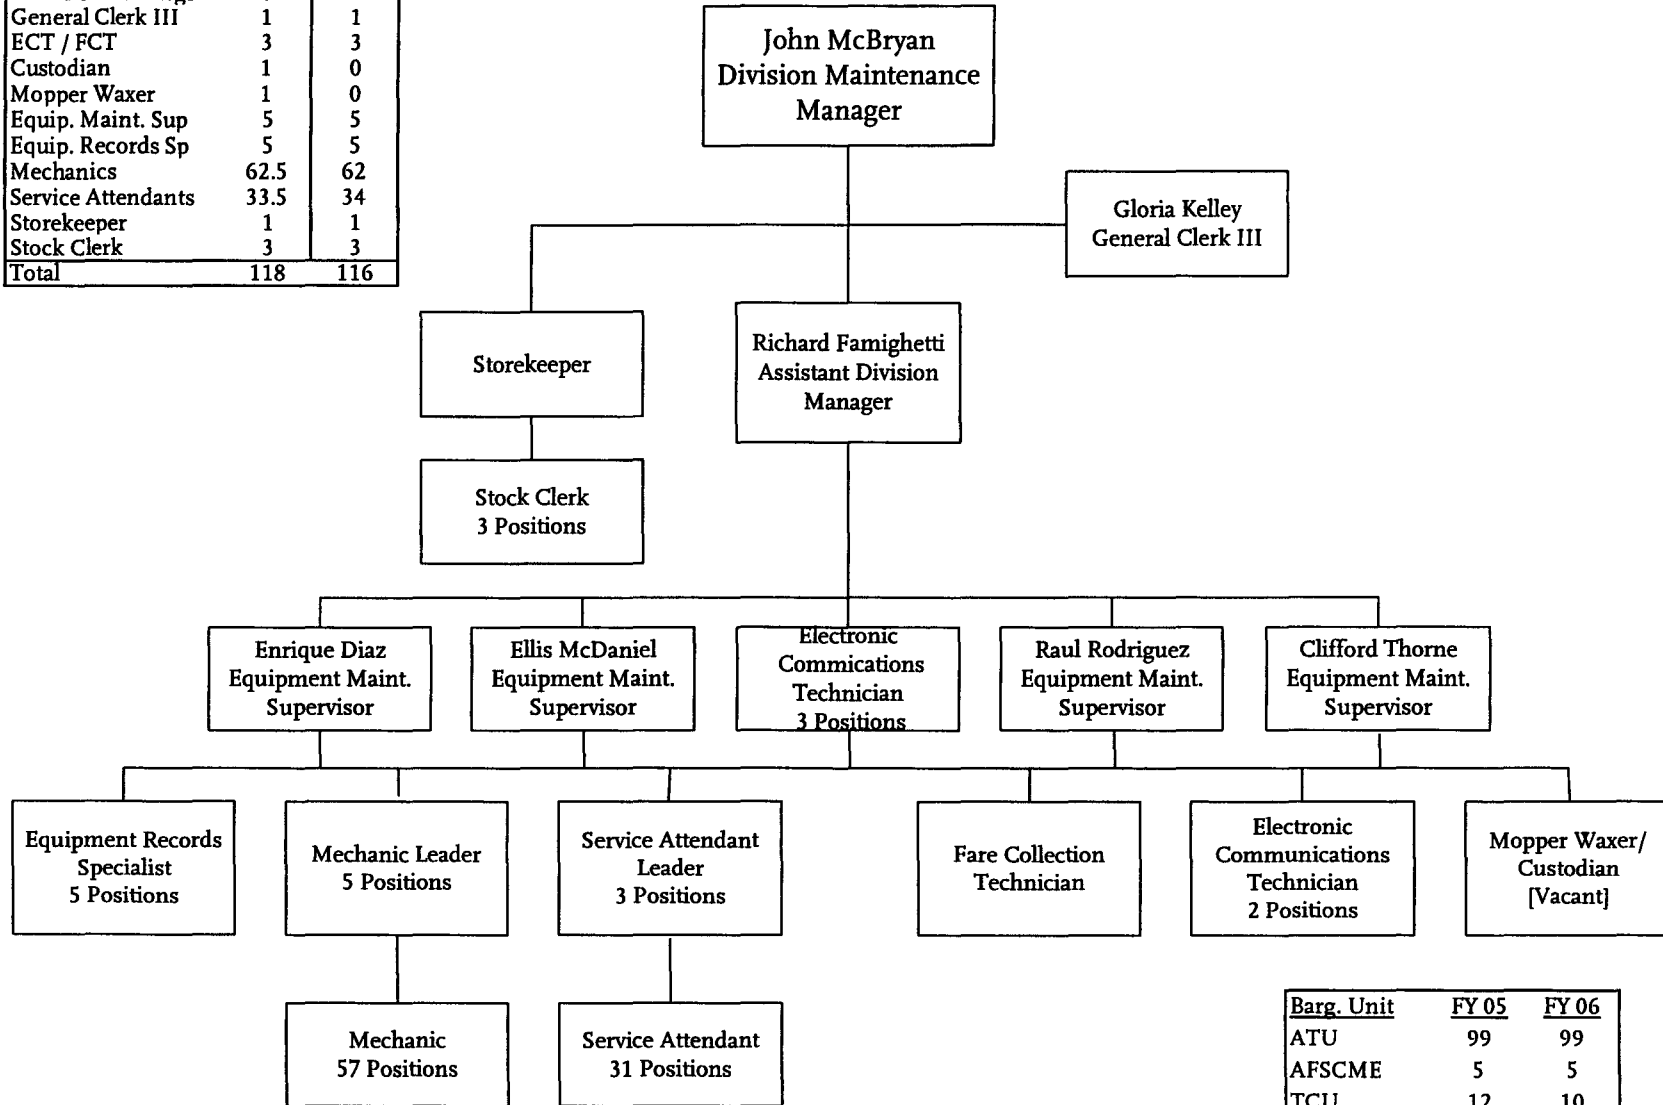 General Clerk III 1 1
ECT / FCT 3 3
Custodian 1 0
Mopper Waxer 1 0
Equip. Maint. Sup 5 5
Equip. Records Sp 5 5
Mechanics 62.5 62
Service Attendants 33.5 34
Storekeeper 1 1
Stock Clerk 3 3
Total 118 116
John McBryan
Division Maintenance
Manager
Gloria Kelley
General Clerk III
Storekeeper
Richard Famighetti
Assistant Division
Manager
Stock Clerk
3 Positions
Enrique Diaz
Equipment Maint.
Supervisor
Ellis McDaniel
Equipment Maint.
Supervisor
Electronic
Commications
Technician
3 Positions
Raul Rodriguez
Equipment Maint.
Supervisor
Clifford Thorne
Equipment Maint.
Supervisor
Equipment Records
Specialist
5 Positions
Mechanic Leader
5 Positions
Service Attendant
Leader
3 Positions
Fare Collection
Technician
Electronic
Communications
Technician
2 Positions
Mopper Waxer/
Custodian
[Vacant]
Mechanic
57 Positions
Service Attendant
31 Positions
Barg. Unit FY 05 FY 06
ATU 99 99
AFSCME 5 5
TCU 12 10